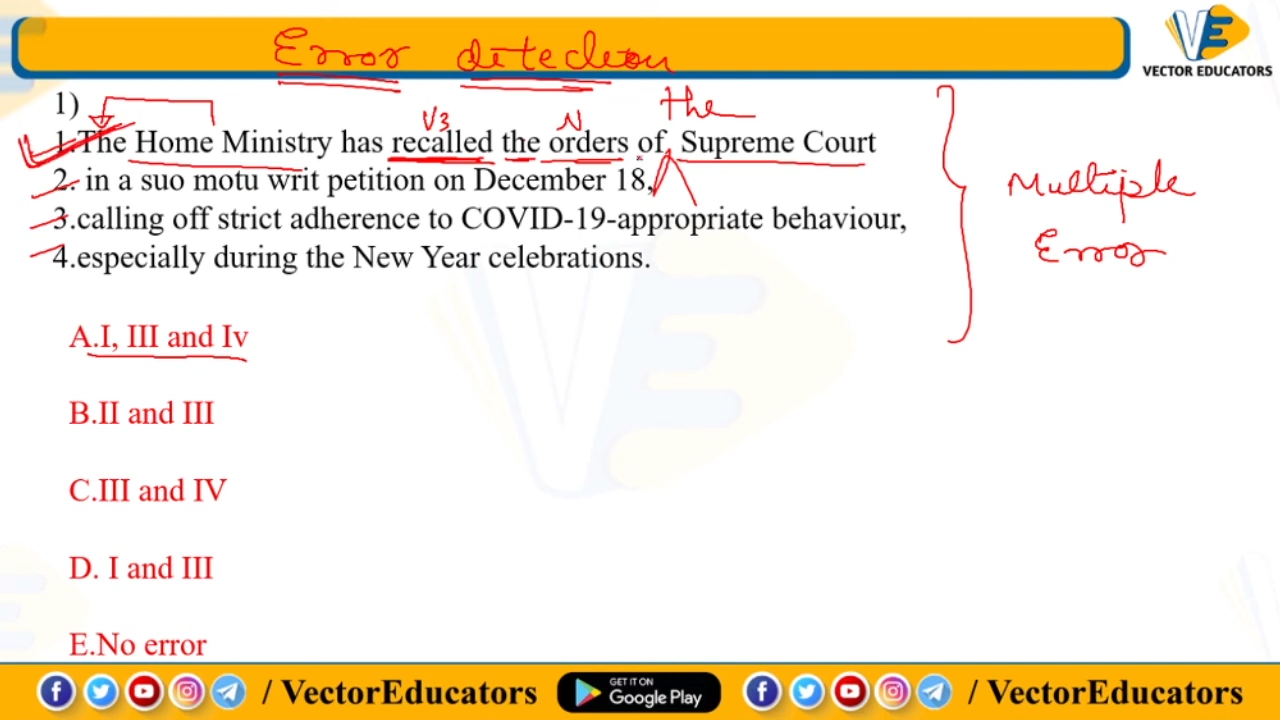 Error detection
VECTOR EDUCATORS
1)
the
V3 N
1.The Home Ministry has recalled the orders of Supreme Court
2. in a suo motu writ petition on December 18,
3.calling off strict adherence to COVID-19-appropriate behaviour,
4.especially during the New Year celebrations.
Multiple
Error
A.I, III and Iv
B.II and III
C.III and IV
D. I and III
E.No error
/ VectorEducators
GET IT ON
Google Play
/ VectorEducators